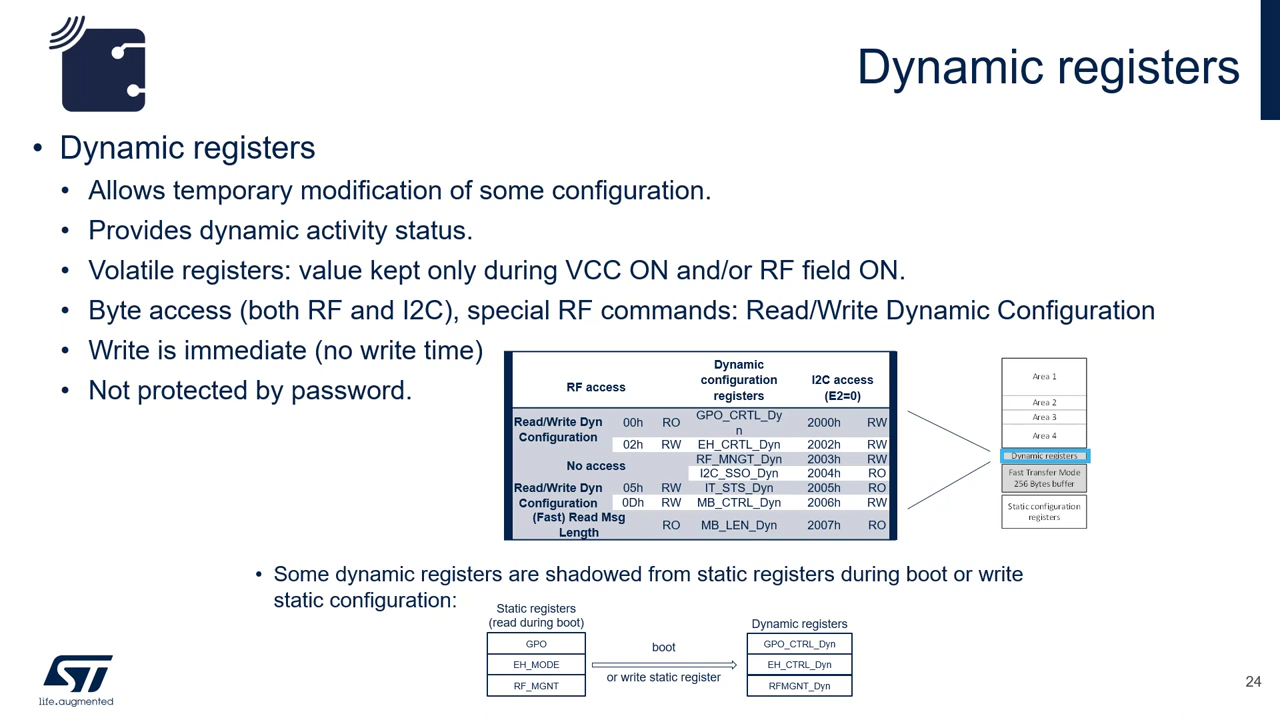 Dynamic registers
• Dynamic registers
• Allows temporary modification of some configuration.
• Provides dynamic activity status.
• Volatile registers: value kept only during VCC ON and/or RF field ON.
• Byte access (both RF and I2C), special RF commands: Read/Write Dynamic Configuration
• Write is immediate (no write time)
• Not protected by password.
RF access
Dynamic
configuration
registers
I2C access
(E2=0)
Read/Write Dyn
Configuration
00h RO GPO_CRTL_Dy
n
2000h RW
02h RW EH_CRTL_Dyn 2002h RW
No access
RF_MNGT_Dyn 2003h RW
I2C_SSO_Dyn 2004h RO
Read/Write Dyn
Configuration
05h RW IT_STS_Dyn 2005h RO
0Dh RW MB_CTRL_Dyn 2006h RW
(Fast) Read Msg
Length
RO MB_LEN_Dyn 2007h RO
Area 1
Area 2
Area 3
Area 4
Dynamic registers
Fast Transfer Mode
256 Bytes buffer
Static configuration
registers
• Some dynamic registers are shadowed from static registers during boot or write
static configuration:
Static registers
(read during boot)
GPO
EH_MODE
RF_MGNT
boot
or write static register
Dynamic registers
GPO_CTRL_Dyn
EH_CTRL_Dyn
RFMGNT_Dyn
ST
life.augmented
24